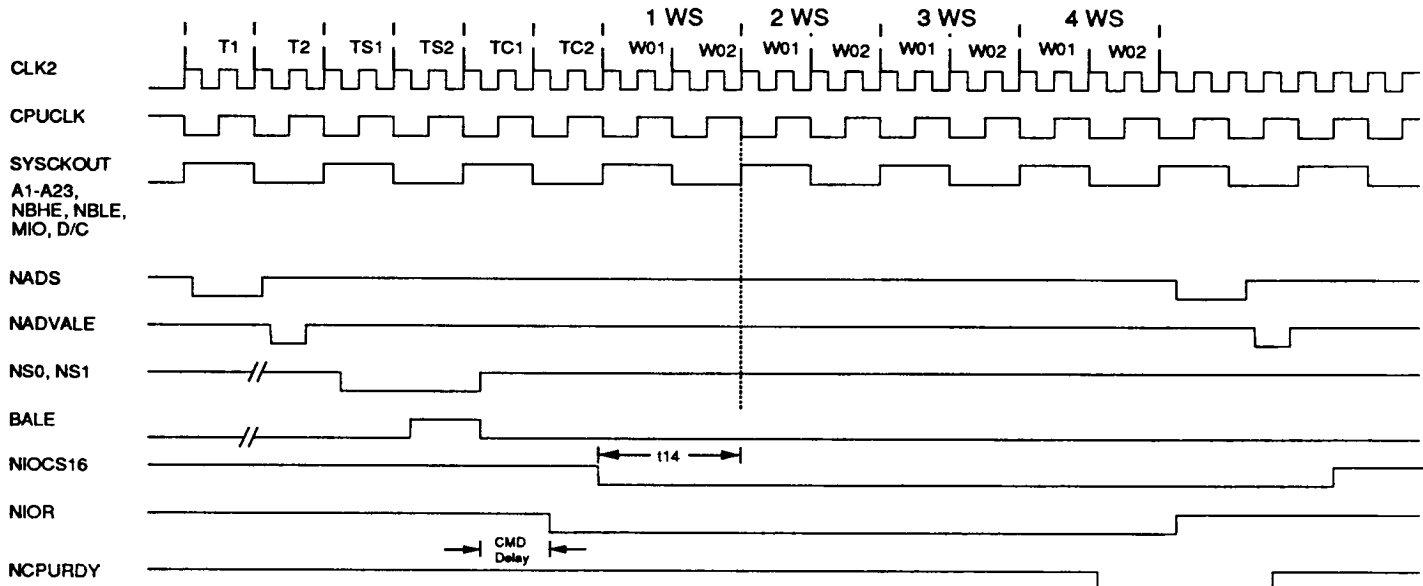 1 WS 2 WS 3 WS 4 WS
T1 T2 TS1 TS2 TC1 TC2 W01 W02 W01 W02 W01 W02 W01 W02
CLK2
CPUCLK
SYSCKOUT
A1-A23,
NBHE, NBLE,
MIO, D/C
NADS
NADVALE
NS0, NS1
BALE
t14
NIOCS16
NIOR
CMD
Delay
NCPURDY